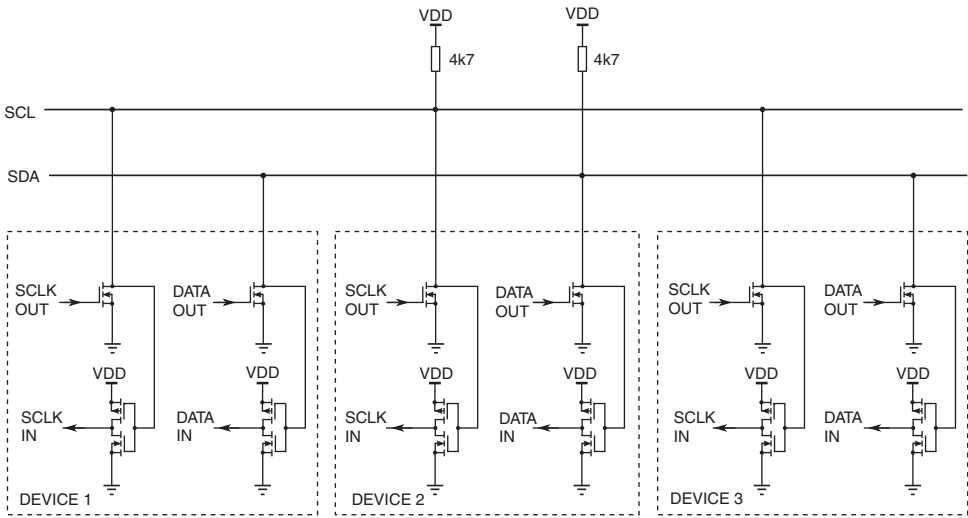 VDD
VDD
4k7
4k7
SCL
SDA
SCLK
OUT
DATA
OUT
SCLK
OUT
DATA
OUT
SCLK
OUT
DATA
OUT
VDD
VDD
VDD
VDD
VDD
VDD
SCLK
IN
DATA
IN
SCLK
IN
DATA
IN
SCLK
IN
DATA
IN
DEVICE 1
DEVICE 2
DEVICE 3